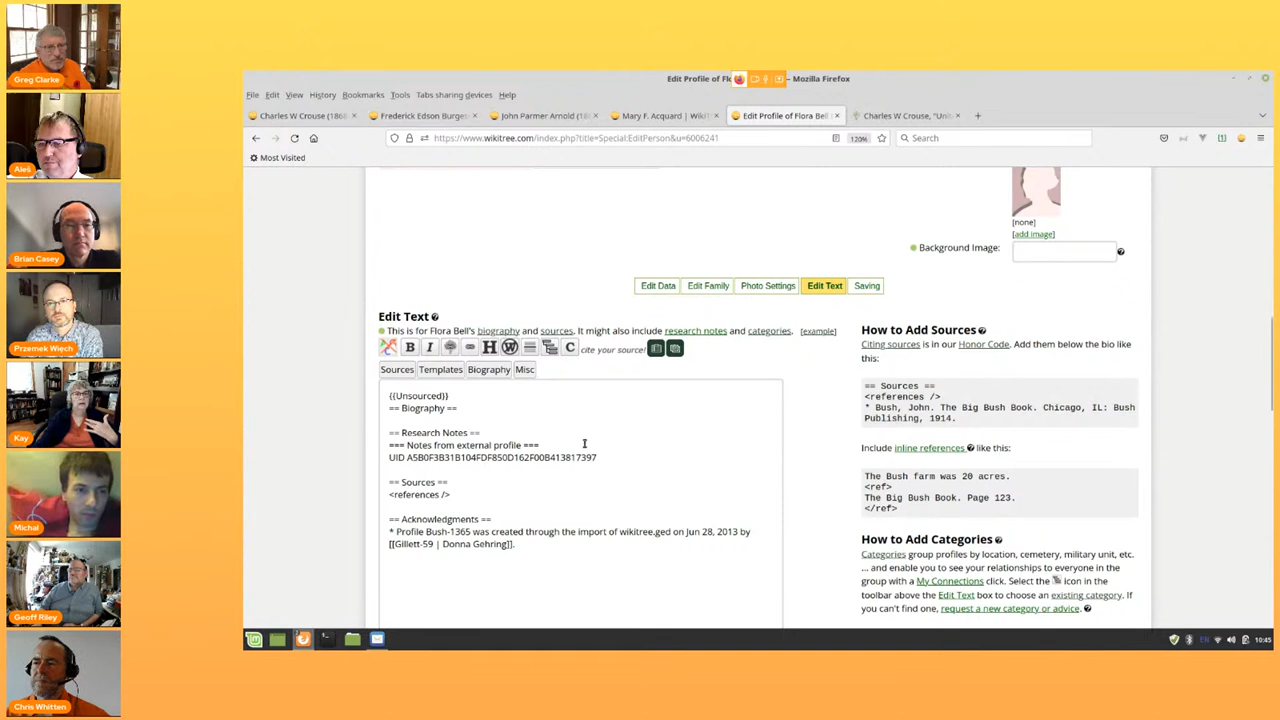 Greg Clarke
Aleš
Brian Casey
Przemek Więch
Kay
Michal
Geoff Riley
Chris Whitten
Edit Profile of Flo – Mozilla Firefox
File Edit View History Bookmarks Tools Tabs sharing devices Help
Charles W Crouse (186
Frederick Edson Burges
John Parmer Arnold (18
Mary F. Acquard | WikiT
Edit Profile of Flora Bell
Charles W Crouse, "Unit
https://www.wikitree.com/index.php?title=Special:EditPerson&u=6006241
120%
Search
Most Visited
[none]
[add image]
Background Image:
Edit Data
Edit Family
Photo Settings
Edit Text
Saving
Edit Text
This is for Flora Bell's biography and sources. It might also include research notes and categories. [example]
B I H W C cite your source!
Sources Templates Biography Misc
{{Unsourced}}
== Biography ==
== Research Notes ==
=== Notes from external profile ===
UID A5B0F3B31B104FDF850D162F00B413817397
== Sources ==
<references />
== Acknowledgments ==
* Profile Bush-1365 was created through the import of wikitree.ged on Jun 28, 2013 by
[[Gillett-59 | Donna Gehring]].
How to Add Sources
Citing sources is in our Honor Code. Add them below the bio like
this:
== Sources ==
<references />
* Bush, John. The Big Bush Book. Chicago, IL: Bush
Publishing, 1914.
Include inline references like this:
The Bush farm was 20 acres.
<ref>
The Big Bush Book. Page 123.
</ref>
How to Add Categories
Categories group profiles by location, cemetery, military unit, etc.
... and enable you to see your relationships to everyone in the
group with a My Connections click. Select the icon in the
toolbar above the Edit Text box to choose an existing category. If
you can't find one, request a new category or advice.
EN
10:45